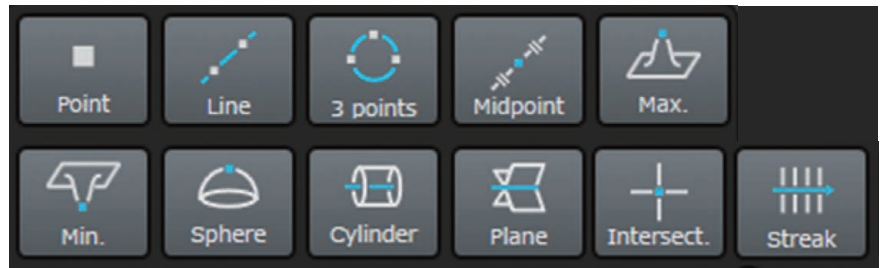 Point
Line
3 points
Midpoint
Max.
Min.
Sphere
Cylinder
Plane
Intersect.
Streak